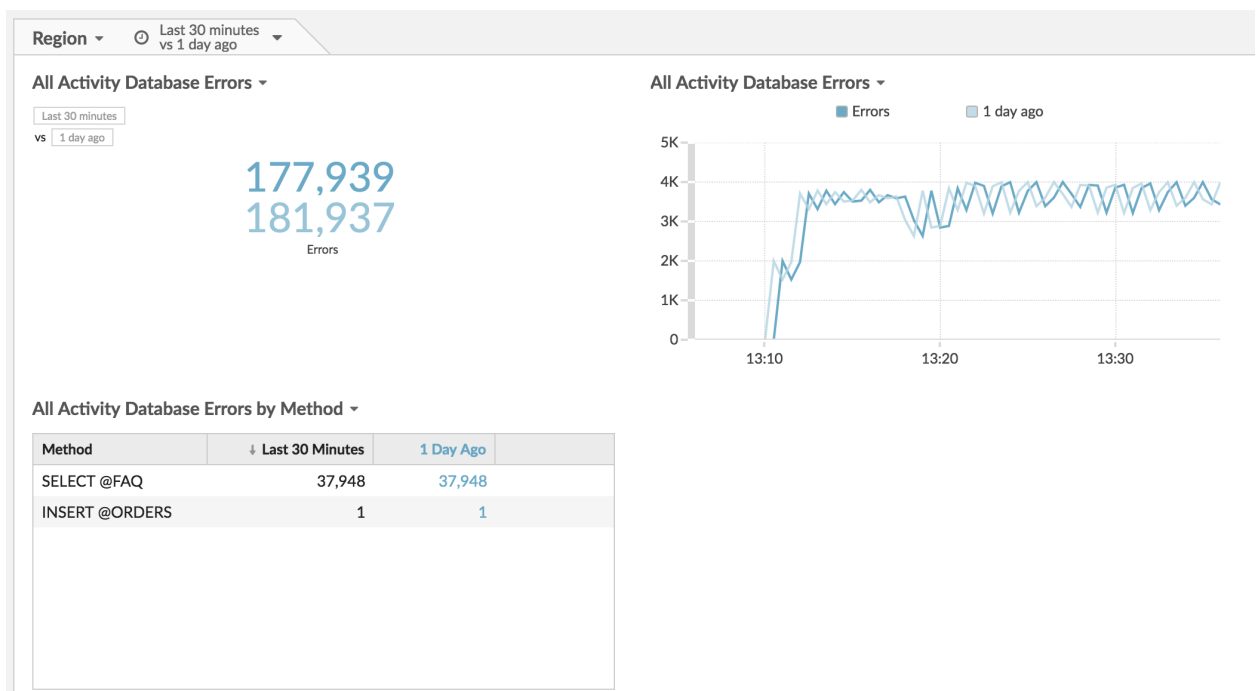 Region
Last 30 minutes
vs 1 day ago
All Activity Database Errors
Last 30 minutes
vs 1 day ago
177,939
181,937
Errors
All Activity Database Errors
Errors 1 day ago
5K
4K
3K
2K
1K
0
13:10 13:20 13:30
All Activity Database Errors by Method
Method Last 30 Minutes 1 Day Ago
SELECT @FAQ 37,948 37,948
INSERT @ORDERS 1 1